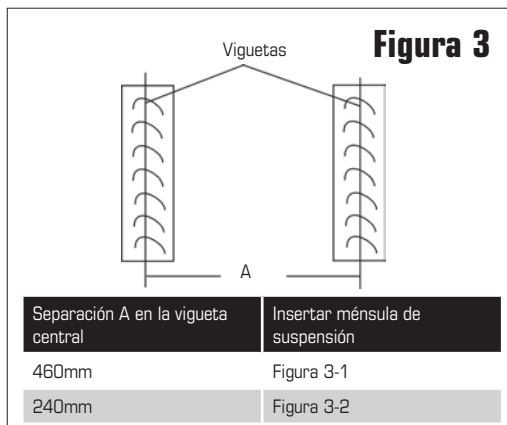 Figura 3
Viguetas
A
Separación A en la vigueta central
Insertar ménsula de suspensión
460mm
Figura 3-1
240mm
Figura 3-2